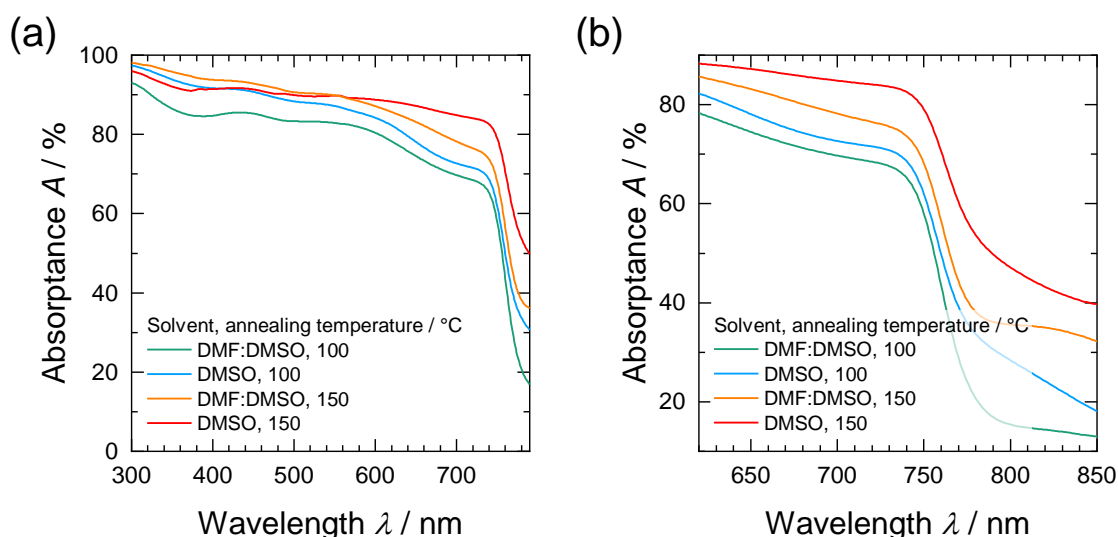 (a)
100
80
60
40
20
0
300 400 500 600 700
Absorptance A / %
Wavelength λ / nm
Solvent, annealing temperature / °C
DMF:DMSO, 100
DMSO, 100
DMF:DMSO, 150
DMSO, 150
(b)
80
60
40
20
650 700 750 800 850
Absorptance A / %
Wavelength λ / nm
Solvent, annealing temperature / °C
DMF:DMSO, 100
DMSO, 100
DMF:DMSO, 150
DMSO, 150